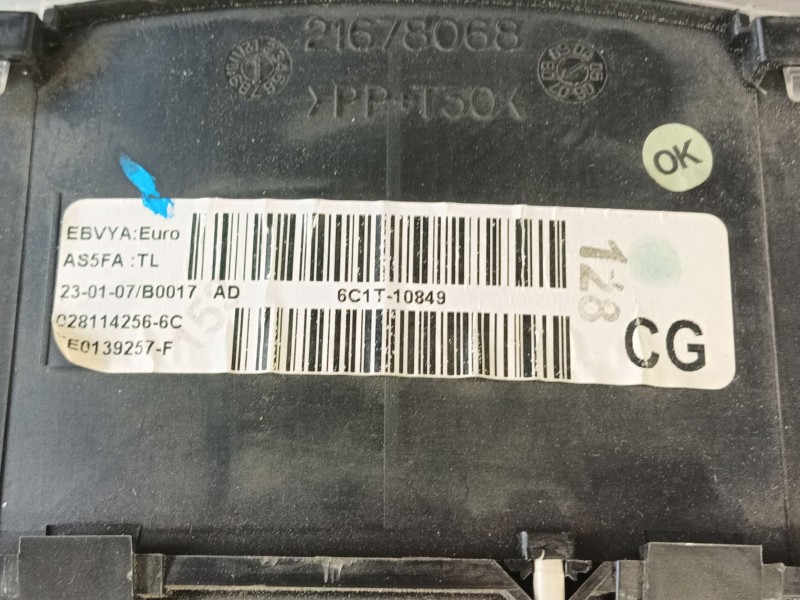 21678068
>PP-T30<
OK
EBVYA:Euro
AS5FA :TL
23-01-07/B0017 AD
6C1T-10849
028114256-6C
E0139257-F
128
CG